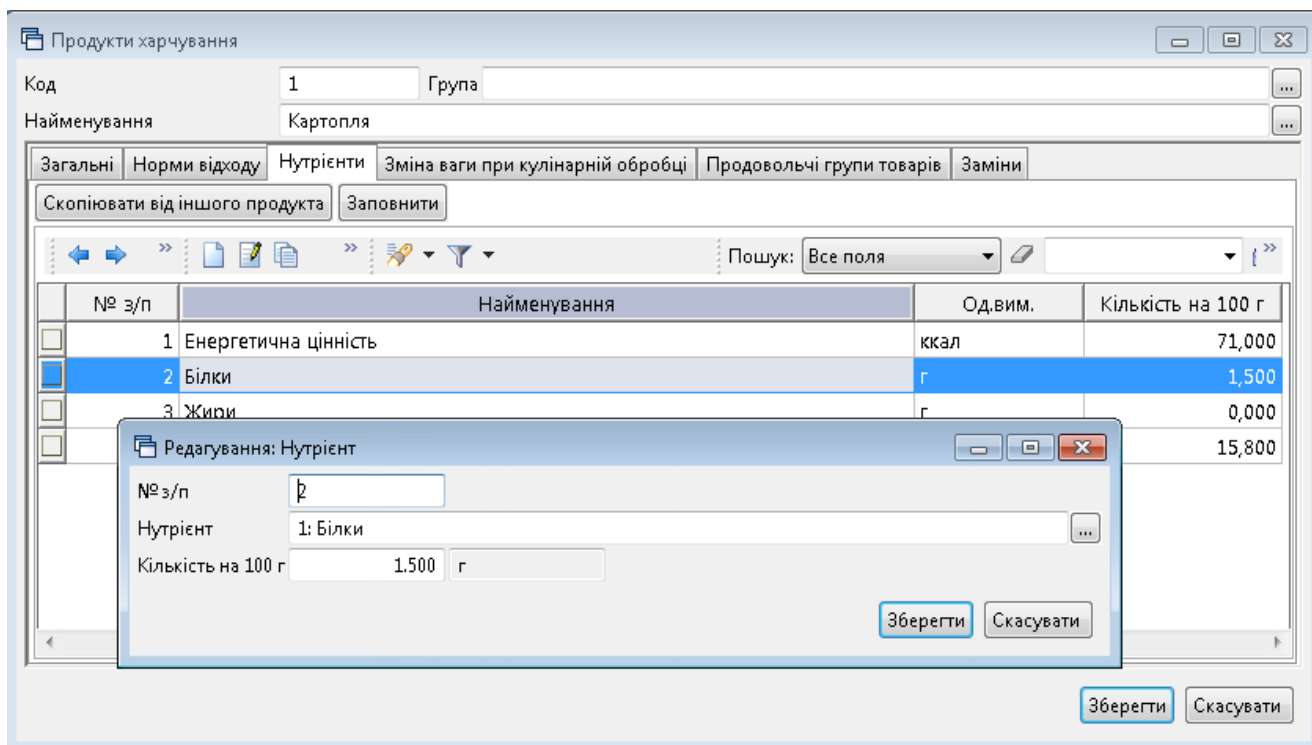 Продукти харчування
Код 1 Група ...
Найменування Картопля ...
Загальні Норми відходу Нутрієнти Зміна ваги при кулінарній обробці Продовольчі групи товарів Заміни
Скопіювати від іншого продукта Заповнити
Пошук: Все поля
№ з/п Найменування Од.вим. Кількість на 100 г
1 Енергетична цінність ккал 71,000
2 Білки г 1,500
3 Жири г 0,000
15,800
Редагування: Нутрієнт
№ з/п 2
Нутрієнт 1: Білки ...
Кількість на 100 г 1.500 г
Зберегти Скасувати
Зберегти Скасувати